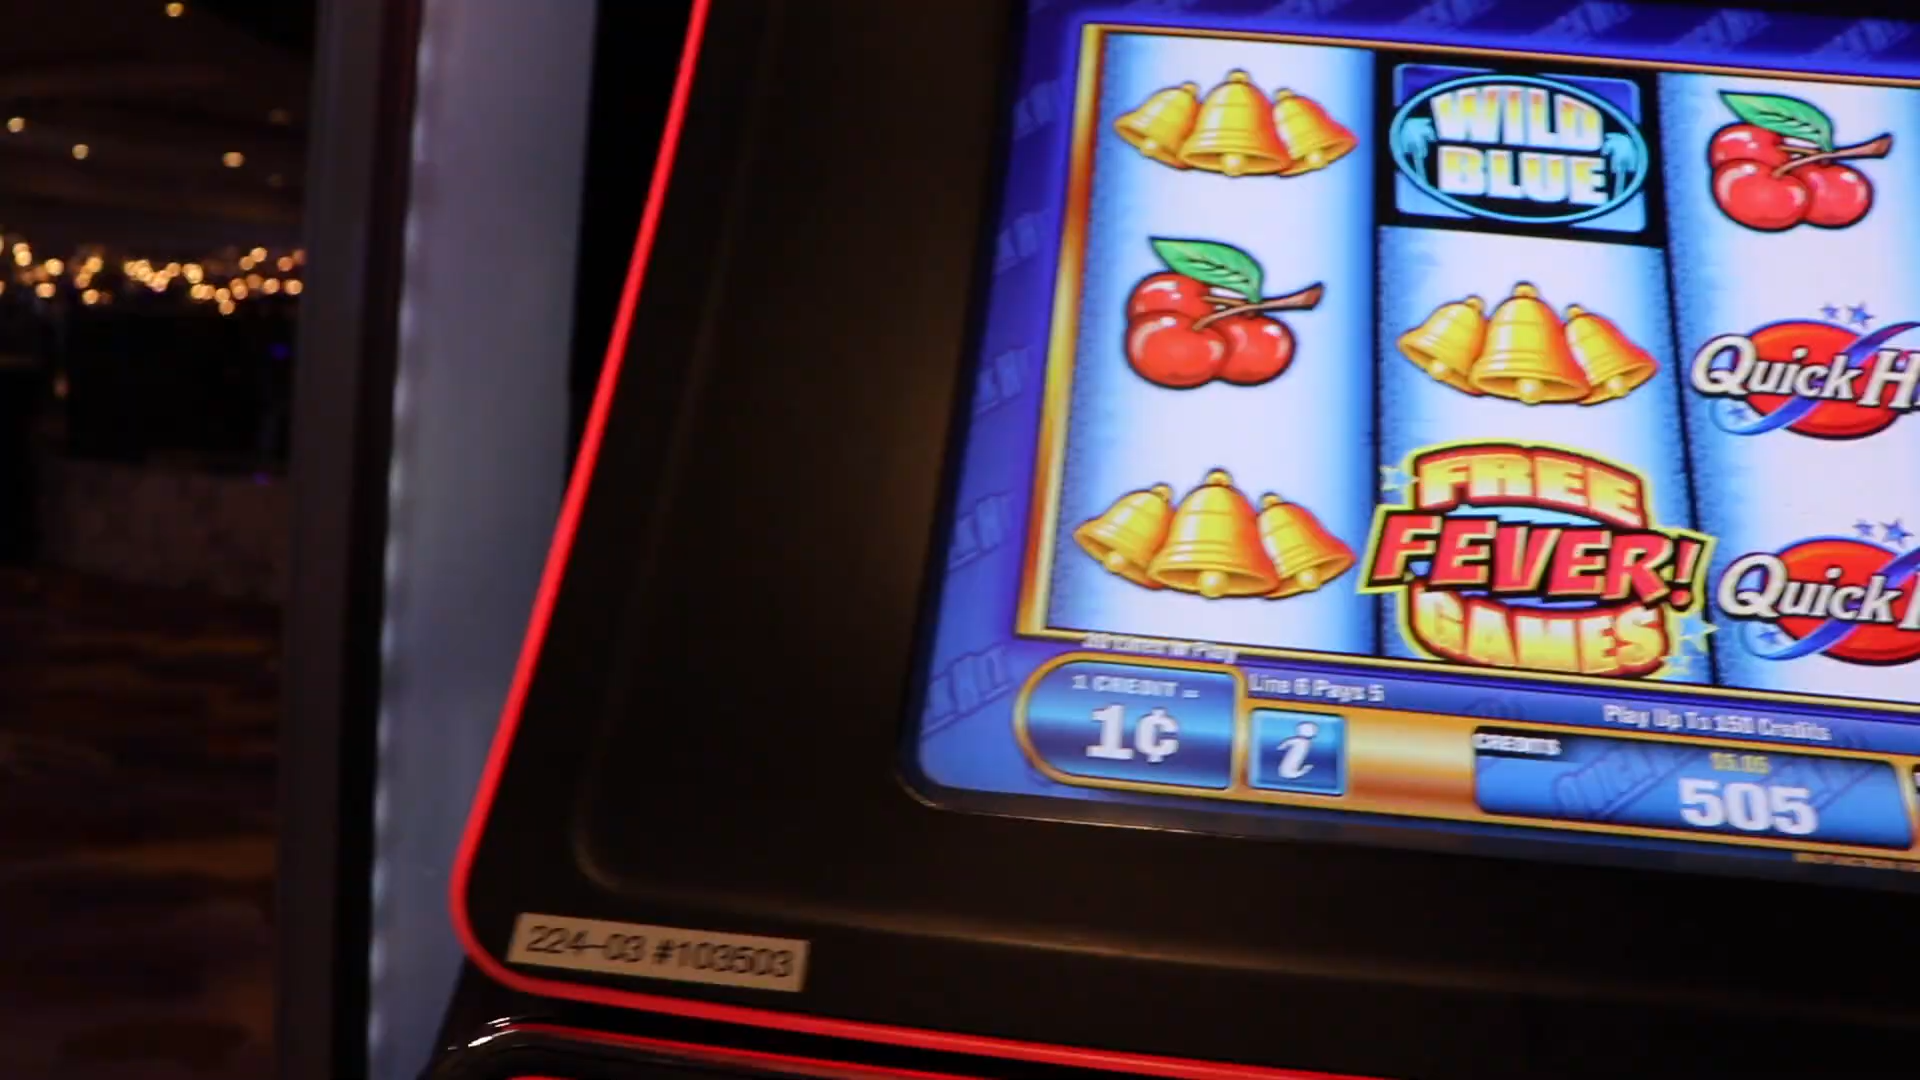 WILD
BLUE
Quick
FREE
FEVER!
GAMES
Quick
1 CREDIT =
1¢
Line 6 Pays 5
i
Play Up To 150 Credits
CREDITS
505
224-03 #103503